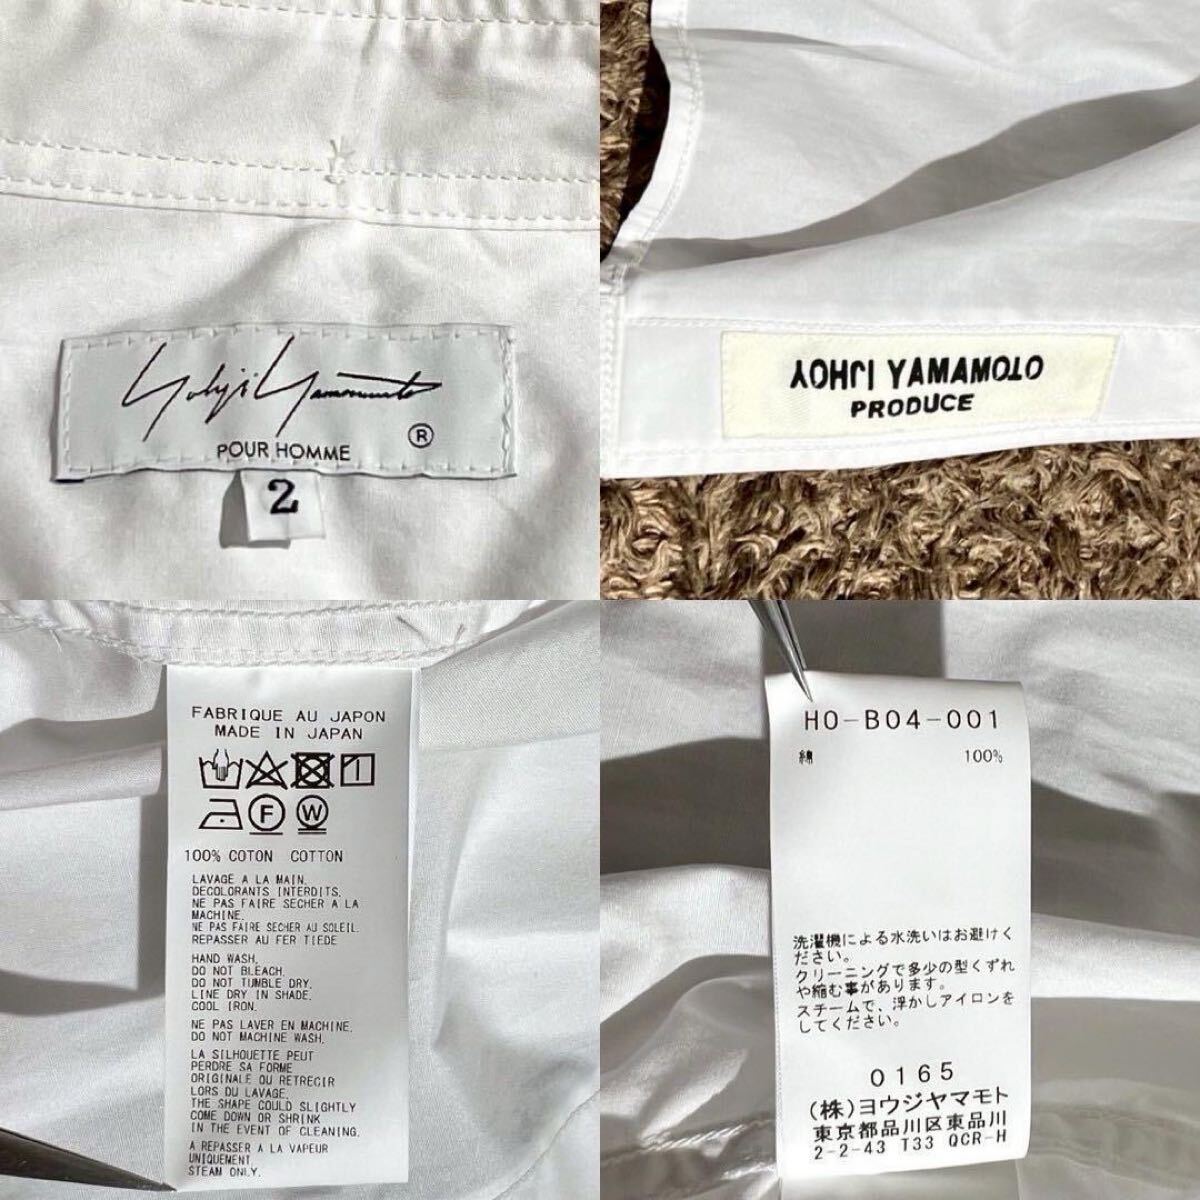 Yohji Yamamoto
POUR HOMME
®
2
YOHJI YAMAMOTO
PRODUCE
FABRIQUE AU JAPON
MADE IN JAPAN
F
W
100% COTON COTTON
LAVAGE A LA MAIN.
DECOLORANTS INTERDITS.
NE PAS FAIRE SECHER A LA
MACHINE.
NE PAS FAIRE SECHER AU SOLEIL.
REPASSER AU FER TIEDE
HAND WASH.
DO NOT BLEACH.
DO NOT TUMBLE DRY.
LINE DRY IN SHADE.
COOL IRON.
NE PAS LAVER EN MACHINE.
DO NOT MACHINE WASH.
LA SILHOUETTE PEUT
PERDRE SA FORME
ORIGINALE OU RETRECIR
LORS DU LAVAGE.
THE SHAPE COULD SLIGHTLY
COME DOWN OR SHRINK
IN THE EVENT OF CLEANING.
A REPASSER A LA VAPEUR
UNIQUEMENT.
STEAM ONLY.
HO-B04-001
綿 100%
洗濯機による水洗いはお避けく
ださい。
クリーニングで多少の型くずれ
や縮む事があります。
スチームで、浮かしアイロンを
してください。
0165
(株)ヨウジヤマモト
東京都品川区東品川
2-2-43 T33 QCR-H